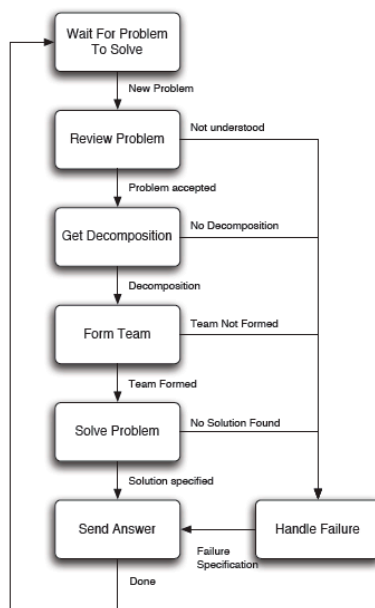 Wait For Problem
To Solve
New Problem
Review Problem
Not understood
Problem accepted
Get Decomposition
No Decomposition
Decomposition
Form Team
Team Not Formed
Team Formed
Solve Problem
No Solution Found
Solution specified
Send Answer
Handle Failure
Failure
Specification
Done